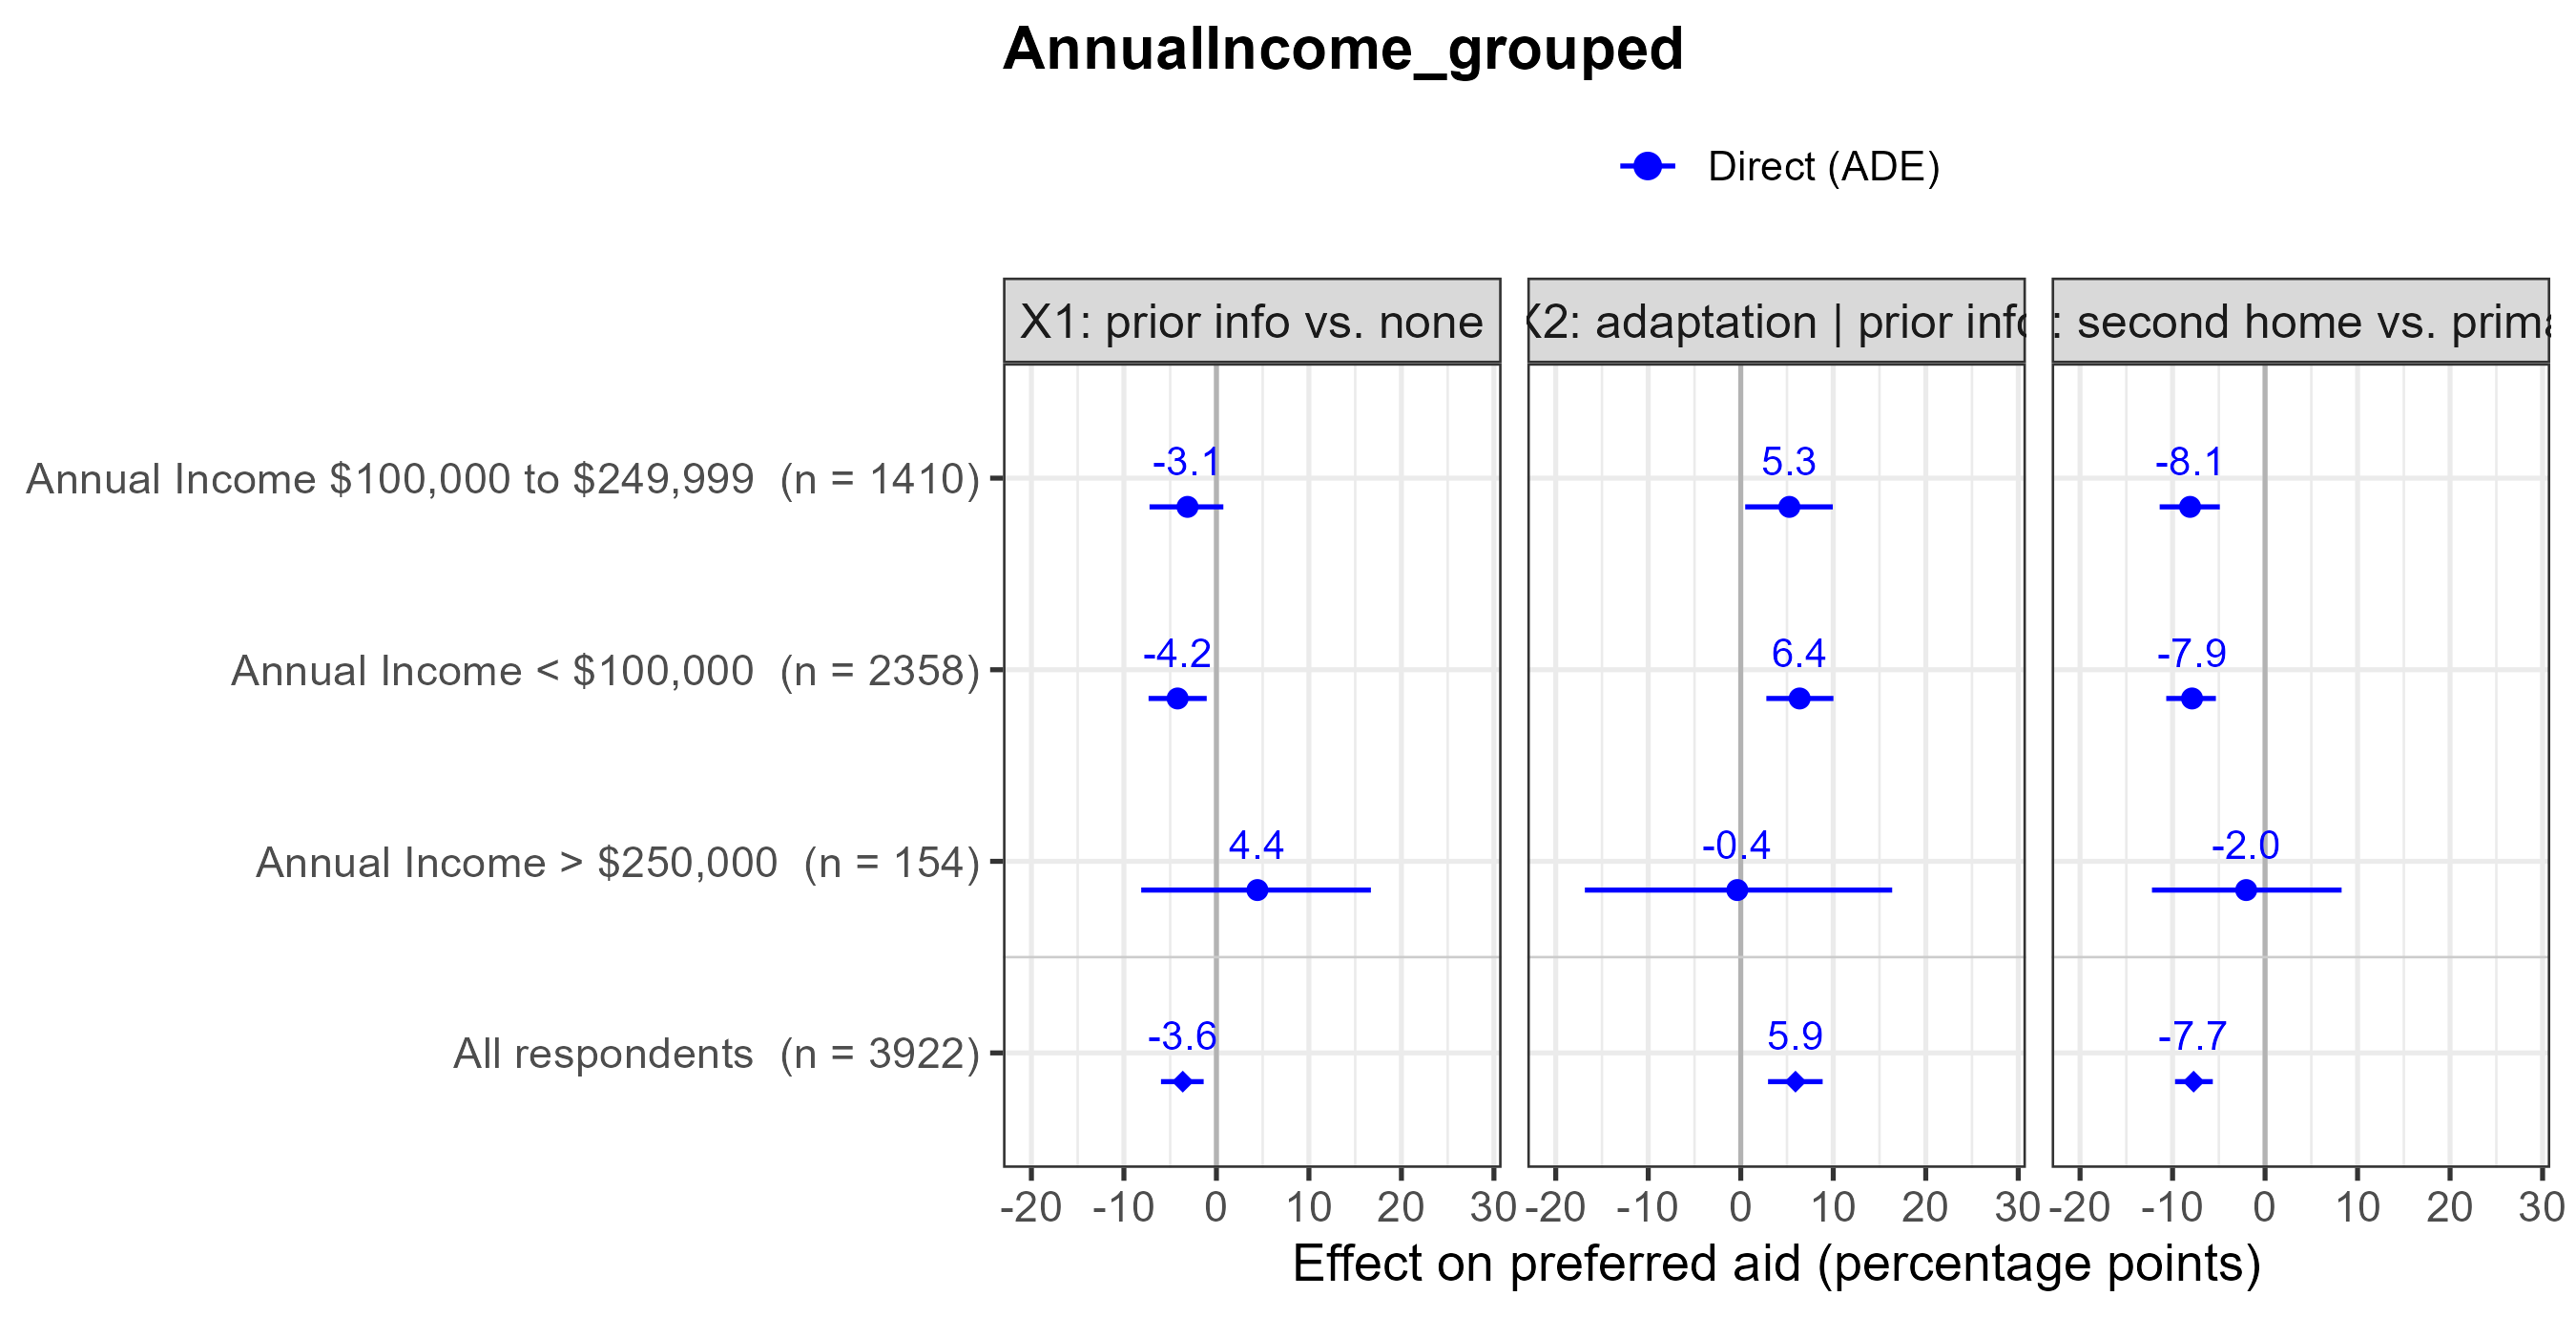 AnnualIncome_grouped
Direct (ADE)
X1: prior info vs. none
X2: adaptation | prior info
: second home vs. prima
Annual Income $100,000 to $249,999 (n = 1410)
-3.1
5.3
-8.1
Annual Income < $100,000 (n = 2358)
-4.2
6.4
-7.9
Annual Income > $250,000 (n = 154)
4.4
-0.4
-2.0
All respondents (n = 3922)
-3.6
5.9
-7.7
-20 -10 0 10 20 30
-20 -10 0 10 20 30
-20 -10 0 10 20 30
Effect on preferred aid (percentage points)